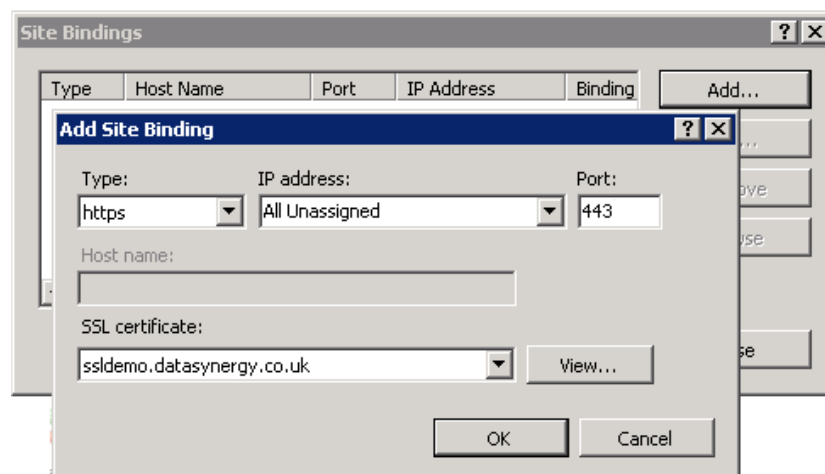 Site Bindings
Type Host Name Port IP Address Binding
Add...
Add Site Binding
Type: IP address: Port:
https All Unassigned 443
Host name:
SSL certificate:
ssldemo.datasynergy.co.uk View...
OK Cancel